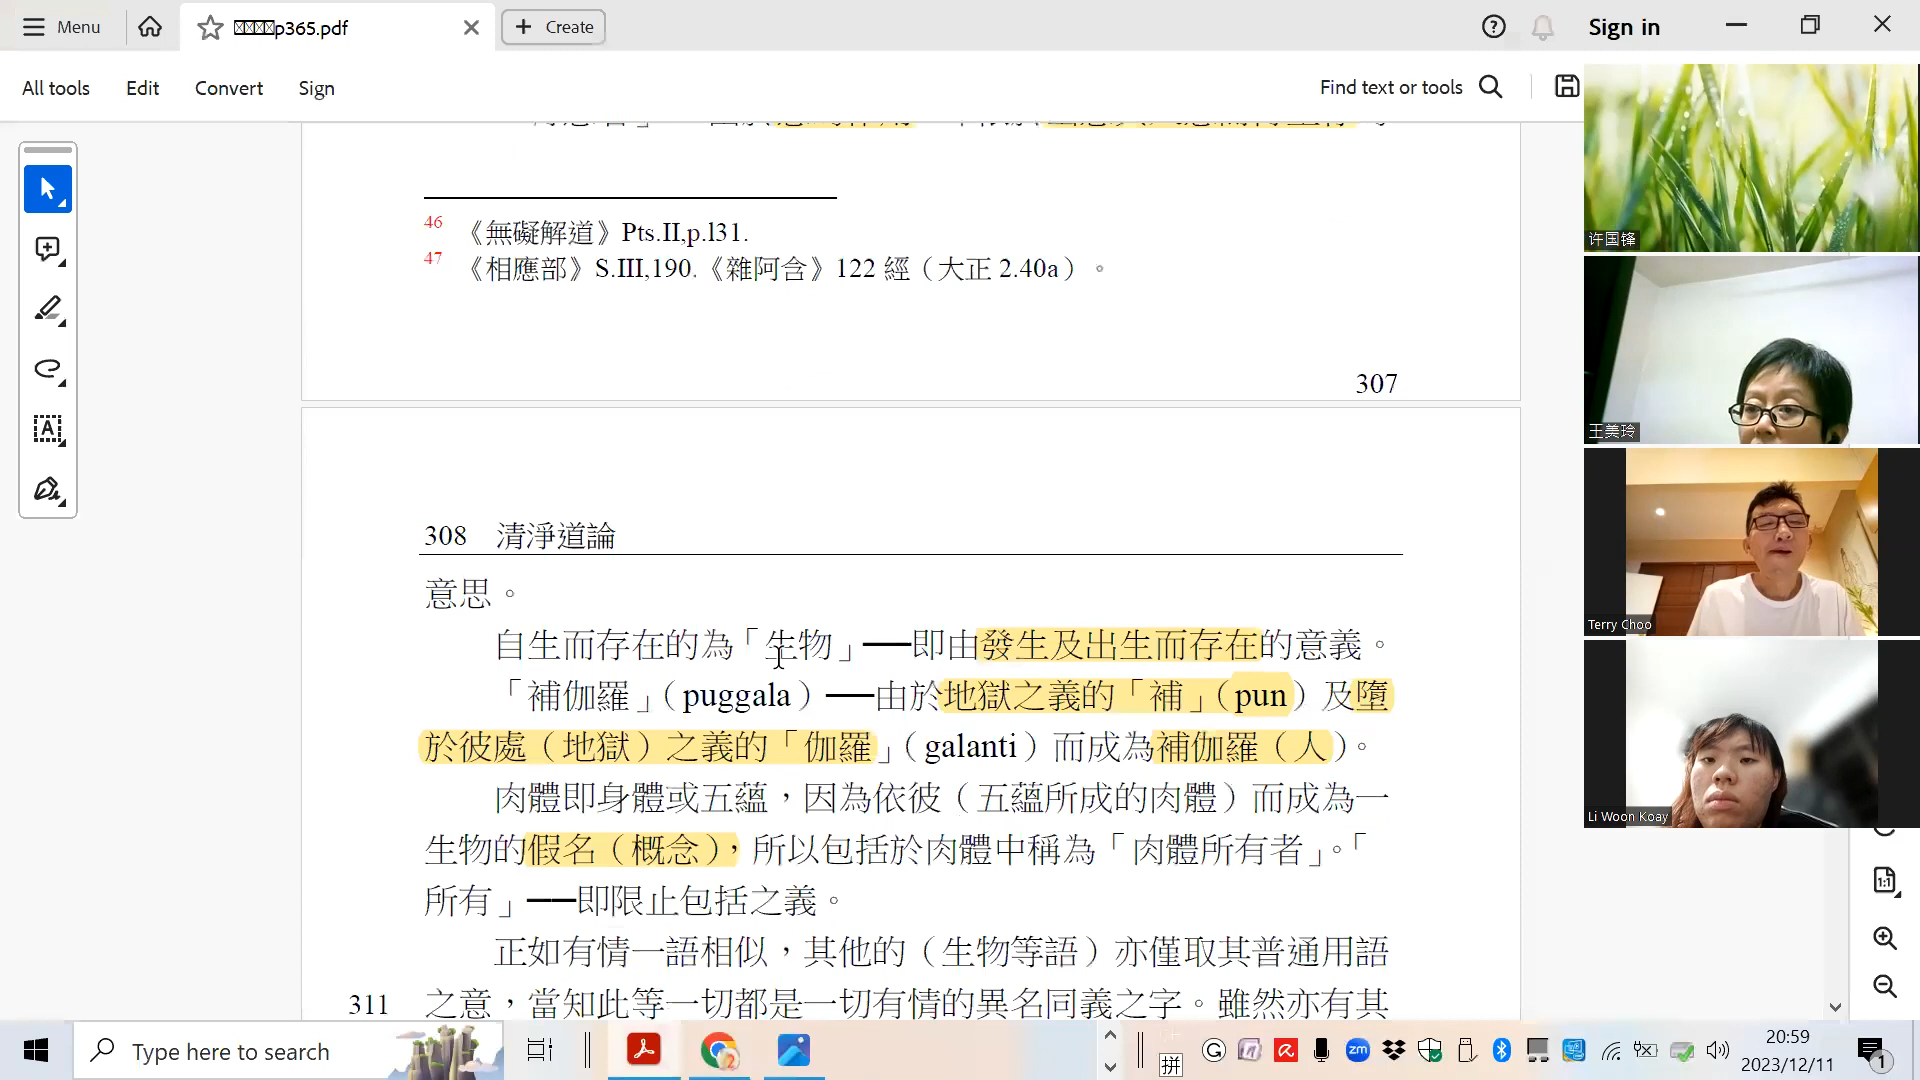 Menu
p365.pdf
Create
Sign in
All tools
Edit
Convert
Sign
Find text or tools
46 《無礙解道》Pts.II,p.l31.
47 《相應部》S.III,190.《雜阿含》122 經（大正 2.40a）。
307
308 清淨道論
意思。
自生而存在的為「生物」──即由發生及出生而存在的意義。
「補伽羅」（puggala）──由於地獄之義的「補」（pun）及墮
於彼處（地獄）之義的「伽羅」（galanti）而成為補伽羅（人）。
肉體即身體或五蘊，因為依彼（五蘊所成的肉體）而成為一
生物的假名（概念），所以包括於肉體中稱為「肉體所有者」。「
所有」──即限止包括之義。
正如有情一語相似，其他的（生物等語）亦僅取其普通用語
311 之意，當知此等一切都是一切有情的異名同義之字。雖然亦有其
许国锋
王美玲
Terry Choo
Li Woon Koay
1:1
Type here to search
zm
拼
20:59
2023/12/11
1